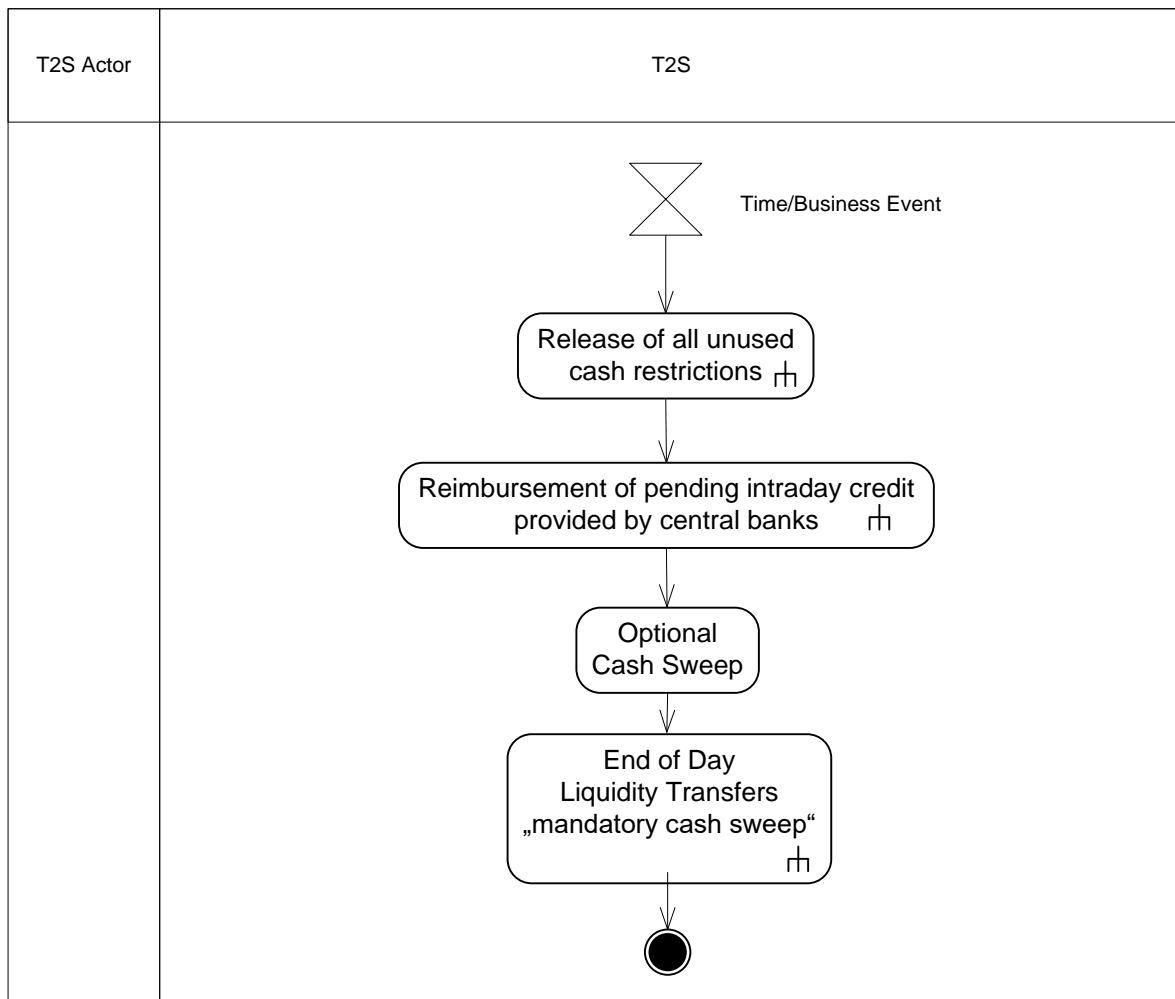 T2S Actor
T2S
Time/Business Event
Release of all unused
cash restrictions
Reimbursement of pending intraday credit
provided by central banks
Optional
Cash Sweep
End of Day
Liquidity Transfers
„mandatory cash sweep“